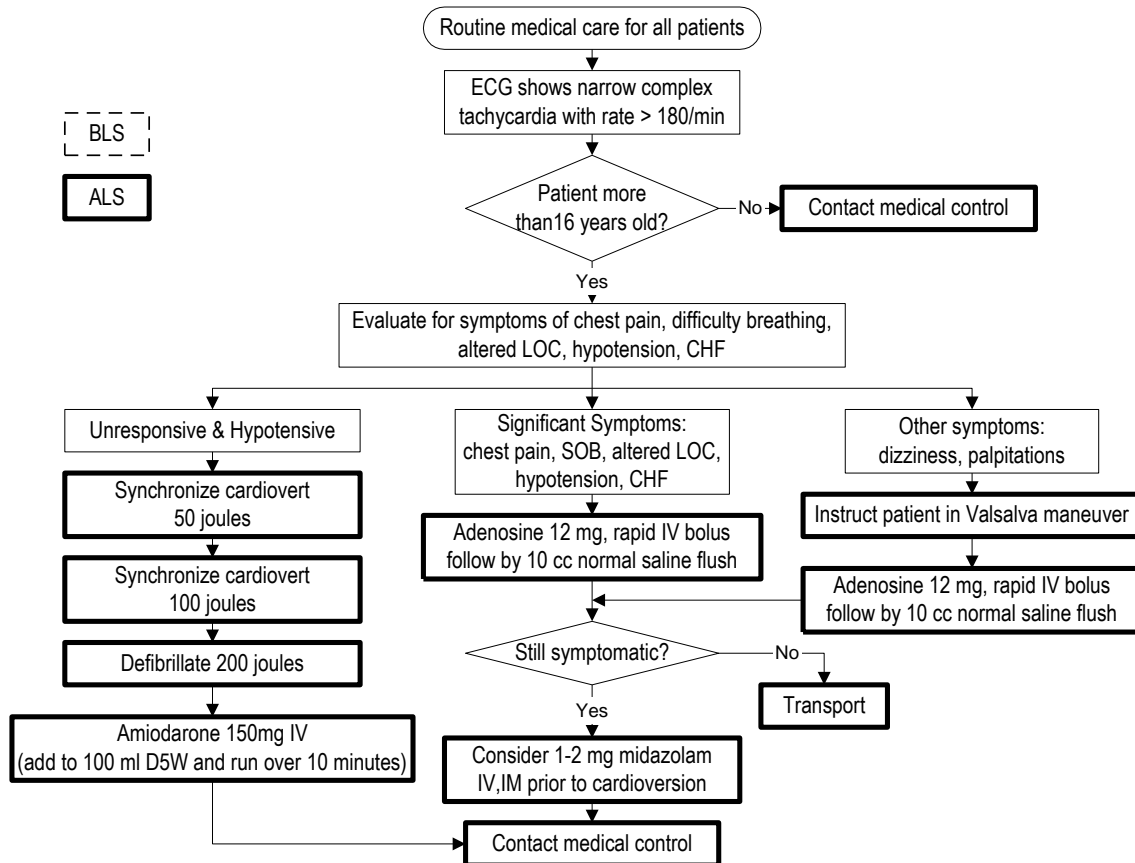 Routine medical care for all patients
ECG shows narrow complex
tachycardia with rate > 180/min
BLS
ALS
Patient more
than16 years old?
No
Contact medical control
Yes
Evaluate for symptoms of chest pain, difficulty breathing,
altered LOC, hypotension, CHF
Unresponsive & Hypotensive
Synchronize cardiovert
50 joules
Synchronize cardiovert
100 joules
Defibrillate 200 joules
Amiodarone 150mg IV
(add to 100 ml D5W and run over 10 minutes)
Significant Symptoms:
chest pain, SOB, altered LOC,
hypotension, CHF
Adenosine 12 mg, rapid IV bolus
follow by 10 cc normal saline flush
Other symptoms:
dizziness, palpitations
Instruct patient in Valsalva maneuver
Adenosine 12 mg, rapid IV bolus
follow by 10 cc normal saline flush
Still symptomatic?
No
Transport
Yes
Consider 1-2 mg midazolam
IV,IM prior to cardioversion
Contact medical control